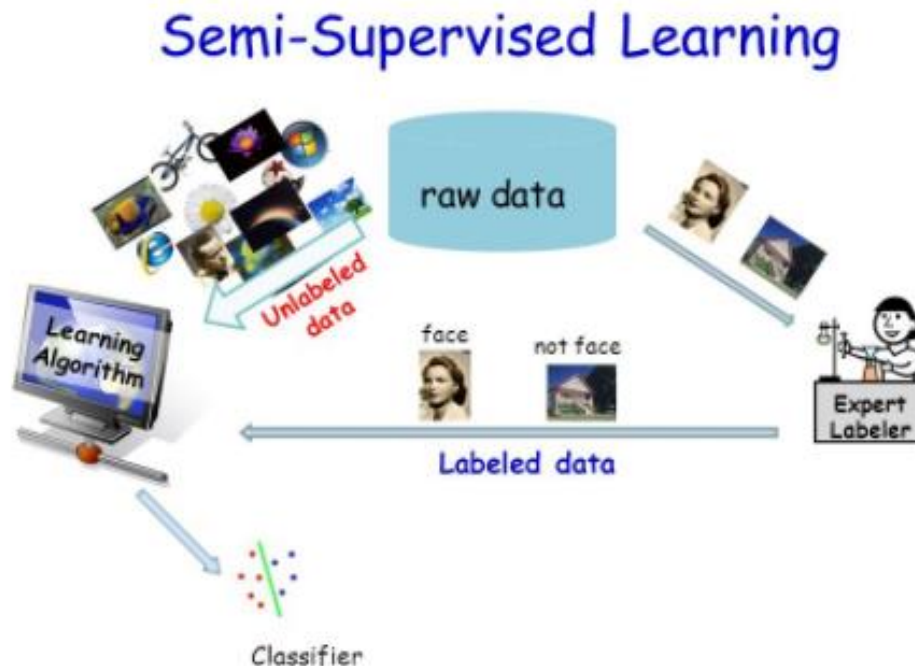 Semi-Supervised Learning
raw data
Unlabeled
data
Learning
Algorithm
face
not face
Expert
Labeler
Labeled data
Classifier